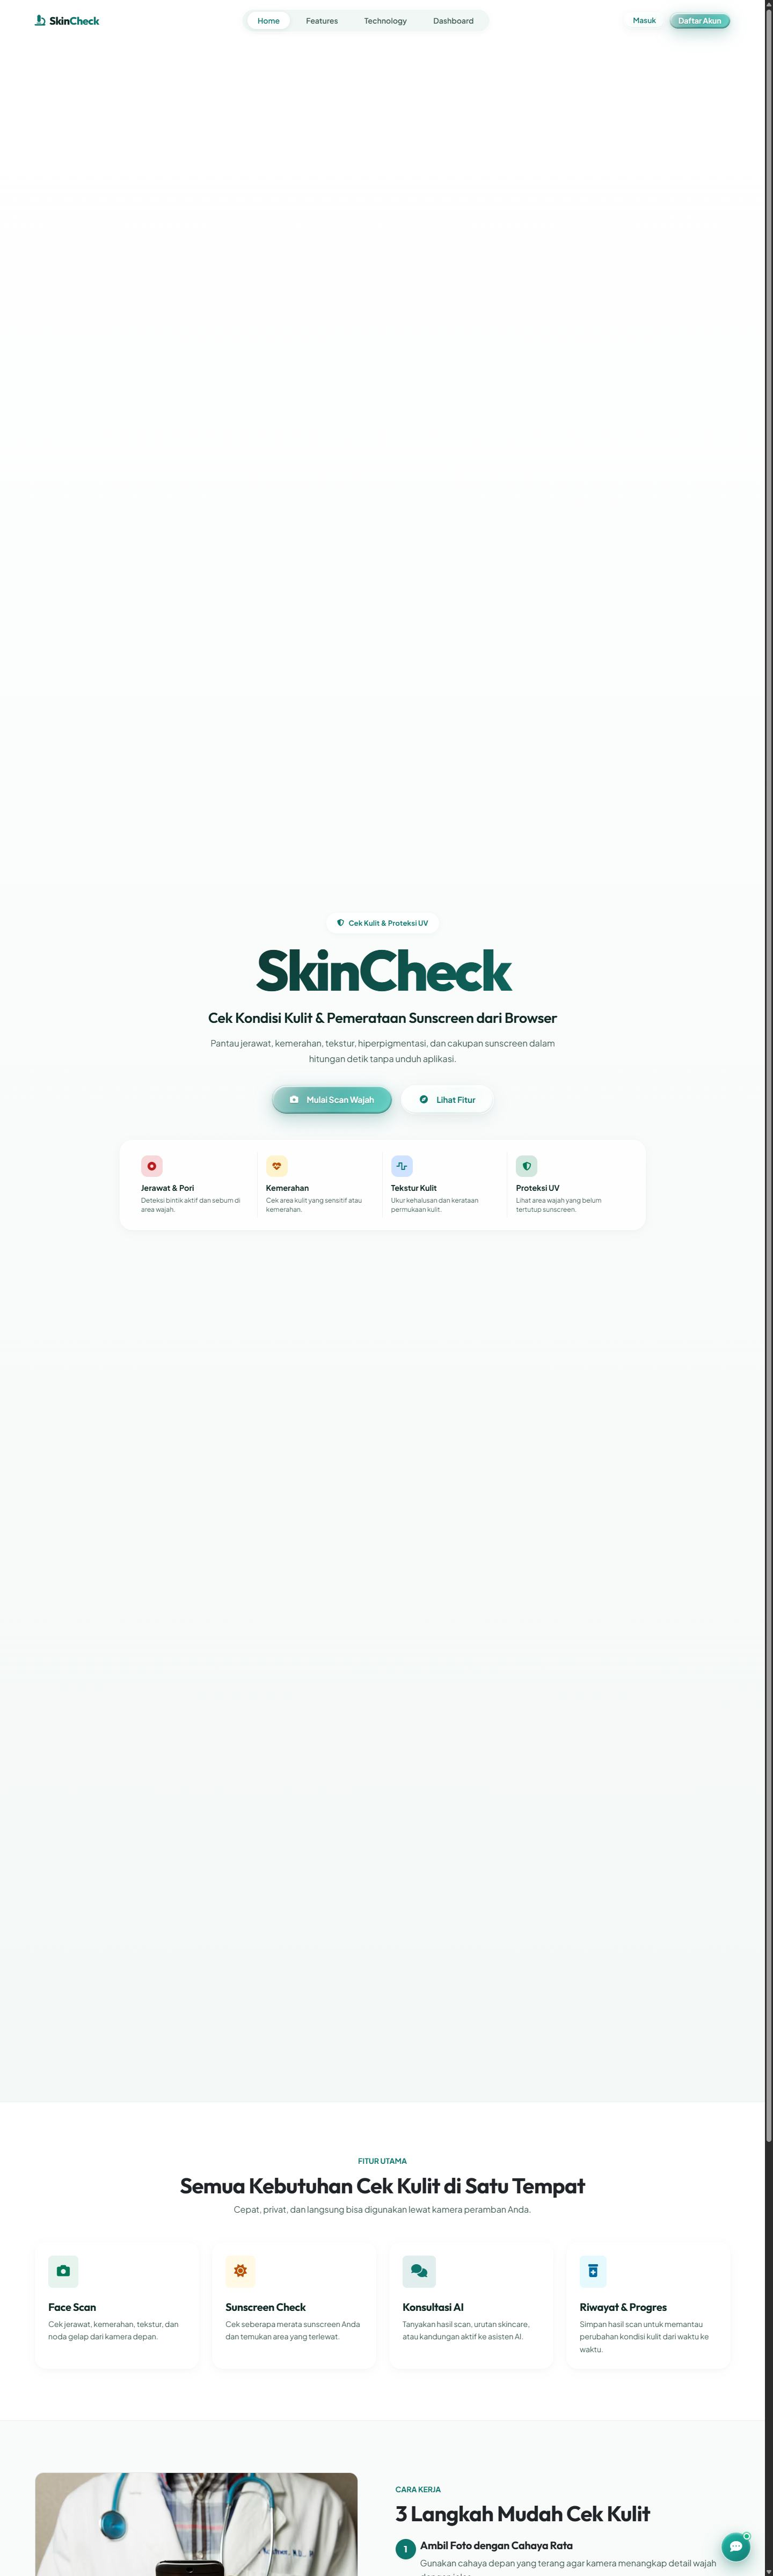 SkinCheck
Home Features Technology Dashboard
Masuk Daftar Akun
Cek Kulit & Proteksi UV
SkinCheck
Cek Kondisi Kulit & Pemerataan Sunscreen dari Browser
Pantau jerawat, kemerahan, tekstur, hiperpigmentasi, dan cakupan sunscreen dalam
hitungan detik tanpa unduh aplikasi.
Mulai Scan Wajah Lihat Fitur
Jerawat & Pori
Deteksi bintik aktif dan sebum di
area wajah.
Kemerahan
Cek area kulit yang sensitif atau
kemerahan.
Tekstur Kulit
Ukur kehalusan dan kerataan
permukaan kulit.
Proteksi UV
Lihat area wajah yang belum
tertutup sunscreen.
FITUR UTAMA
Semua Kebutuhan Cek Kulit di Satu Tempat
Cepat, privat, dan langsung bisa digunakan lewat kamera peramban Anda.
Face Scan
Cek jerawat, kemerahan, tekstur, dan
noda gelap dari kamera depan.
Sunscreen Check
Cek seberapa merata sunscreen Anda
dan temukan area yang terlewat.
Konsultasi AI
Tanyakan hasil scan, urutan skincare,
atau kandungan aktif ke asisten AI.
Riwayat & Progres
Simpan hasil scan untuk memantau
perubahan kondisi kulit dari waktu ke
waktu.
CARA KERJA
3 Langkah Mudah Cek Kulit
1
Ambil Foto dengan Cahaya Rata
Gunakan cahaya depan yang terang agar kamera menangkap detail wajah